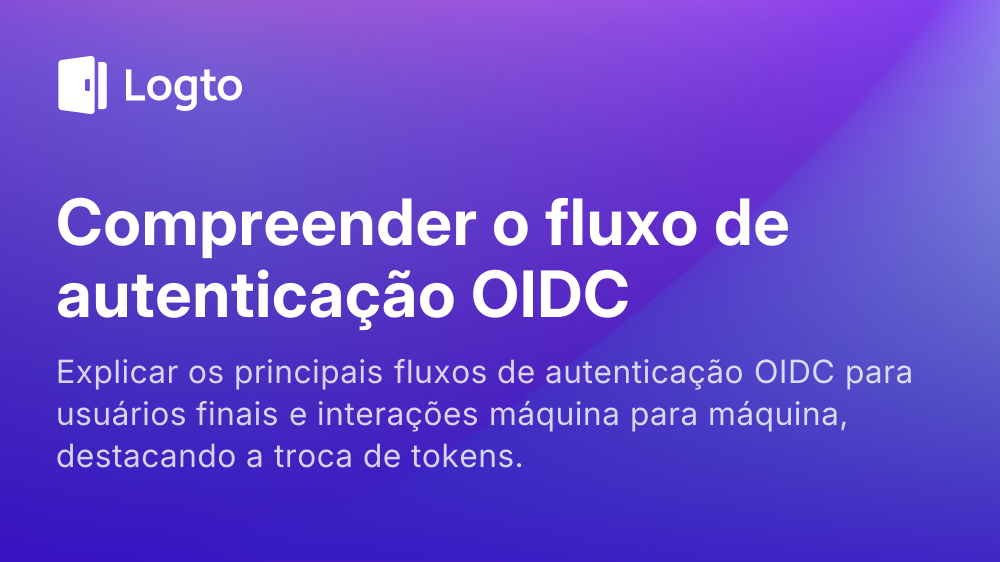 Logto
Compreender o fluxo de
autenticação OIDC
Explicar os principais fluxos de autenticação OIDC para
usuários finais e interações máquina para máquina,
destacando a troca de tokens.